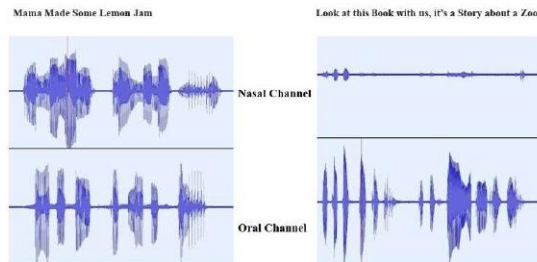 Mama Made Some Lemon Jam
Look at this Book with us, it's a Story about a Zoo
Nasal Channel
Oral Channel